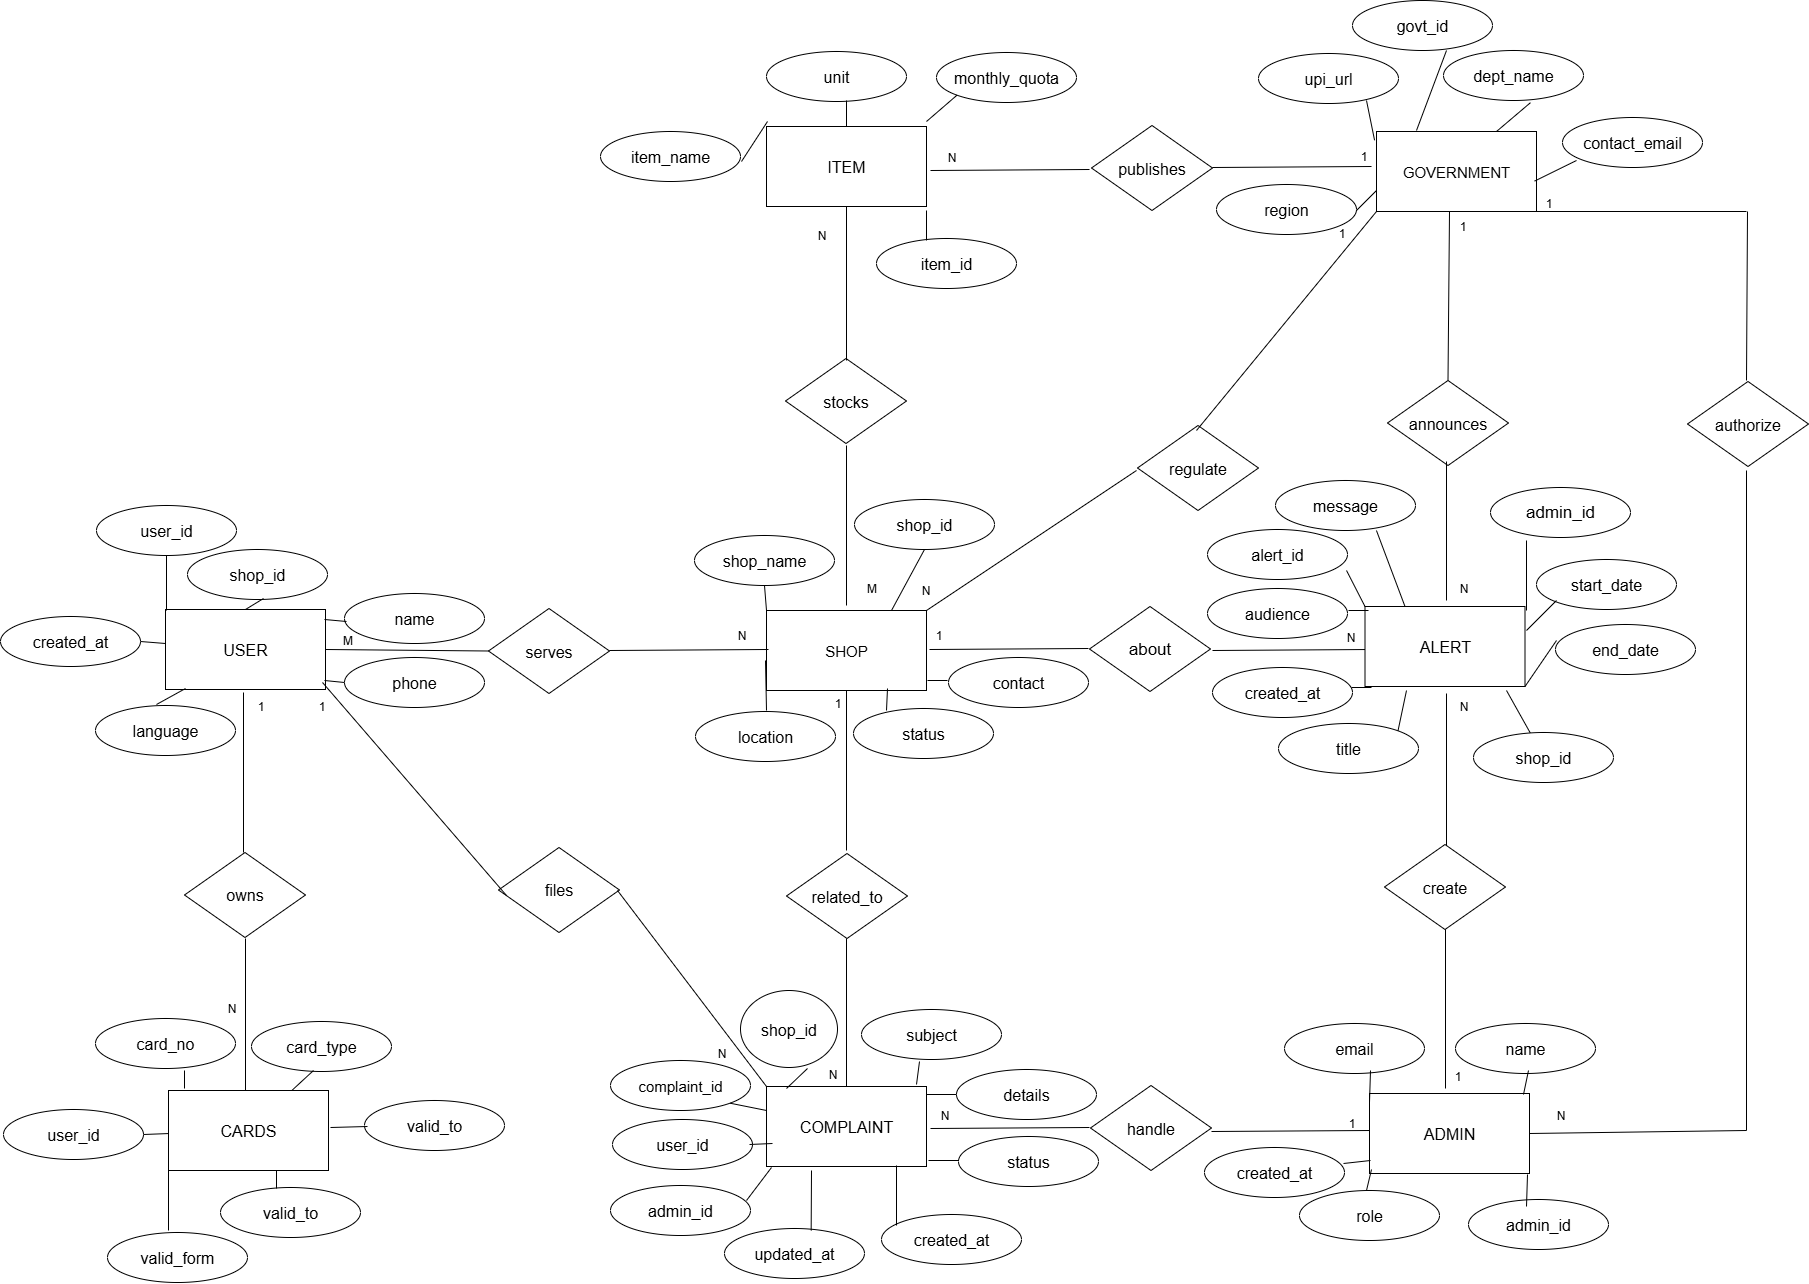 govt_id
unit
monthly_quota
upi_url
dept_name
item_name
ITEM
N
publishes
1
GOVERNMENT
contact_email
region
1
1
1
N
item_id
stocks
regulate
announces
authorize
user_id
shop_id
shop_name
shop_id
message
admin_id
alert_id
start_date
audience
M
N
N
created_at
USER
name
M
serves
N
SHOP
1
about
N
ALERT
end_date
phone
contact
created_at
language
1
1
location
1
status
title
N
shop_id
owns
files
related_to
create
N
card_no
card_type
shop_id
subject
email
name
N
N
1
complaint_id
details
user_id
CARDS
valid_to
COMPLAINT
N
handle
1
ADMIN
N
user_id
status
created_at
valid_to
admin_id
role
admin_id
valid_form
updated_at
created_at